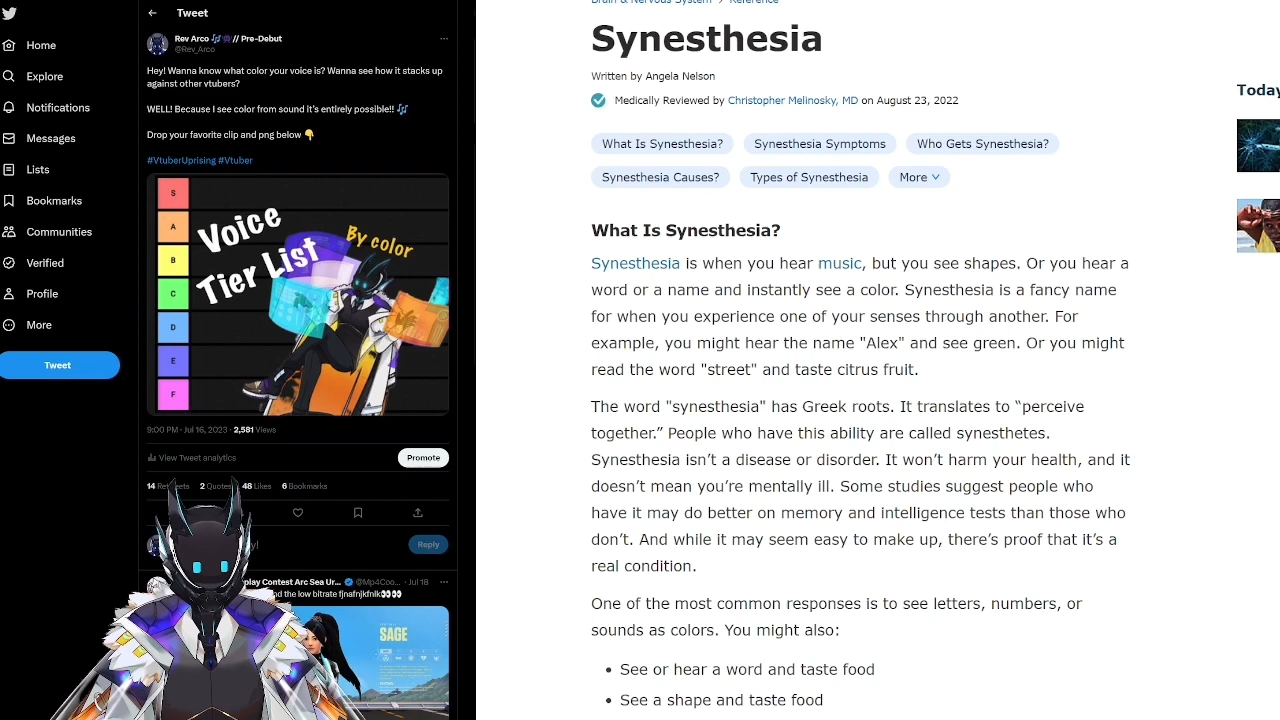 Home
Explore
Notifications
Messages
Lists
Bookmarks
Communities
Verified
Profile
More
Tweet
Tweet
Rev Arco 🎶👾// Pre-Debut
@Rev_Arco
Hey! Wanna know what color your voice is? Wanna see how it stacks up
against other vtubers?
WELL! Because I see color from sound it's entirely possible!! 🎶
Drop your favorite clip and png below 👇
#VtuberUprising #Vtuber
S
A
B
C
D
E
F
Voice
Tier List
By color
9:00 PM · Jul 16, 2023 · 2,581 Views
View Tweet analytics
Promote
14
2 Quotes 48 Likes 6 Bookmarks
Reply
play Contest Arc Sea Ur... @Mp4Coo... · Jul 18
the low bitrate fjnafnjkfnlk👀👀
SAGE
Brain & Nervous System > Reference
Synesthesia
Written by Angela Nelson
Medically Reviewed by Christopher Melinosky, MD on August 23, 2022
What Is Synesthesia?
Synesthesia Symptoms
Who Gets Synesthesia?
Synesthesia Causes?
Types of Synesthesia
More
What Is Synesthesia?
Synesthesia is when you hear music, but you see shapes. Or you hear a
word or a name and instantly see a color. Synesthesia is a fancy name
for when you experience one of your senses through another. For
example, you might hear the name "Alex" and see green. Or you might
read the word "street" and taste citrus fruit.
The word "synesthesia" has Greek roots. It translates to “perceive
together.” People who have this ability are called synesthetes.
Synesthesia isn’t a disease or disorder. It won’t harm your health, and it
doesn’t mean you’re mentally ill. Some studies suggest people who
have it may do better on memory and intelligence tests than those who
don’t. And while it may seem easy to make up, there’s proof that it’s a
real condition.
One of the most common responses is to see letters, numbers, or
sounds as colors. You might also:
• See or hear a word and taste food
• See a shape and taste food
Today